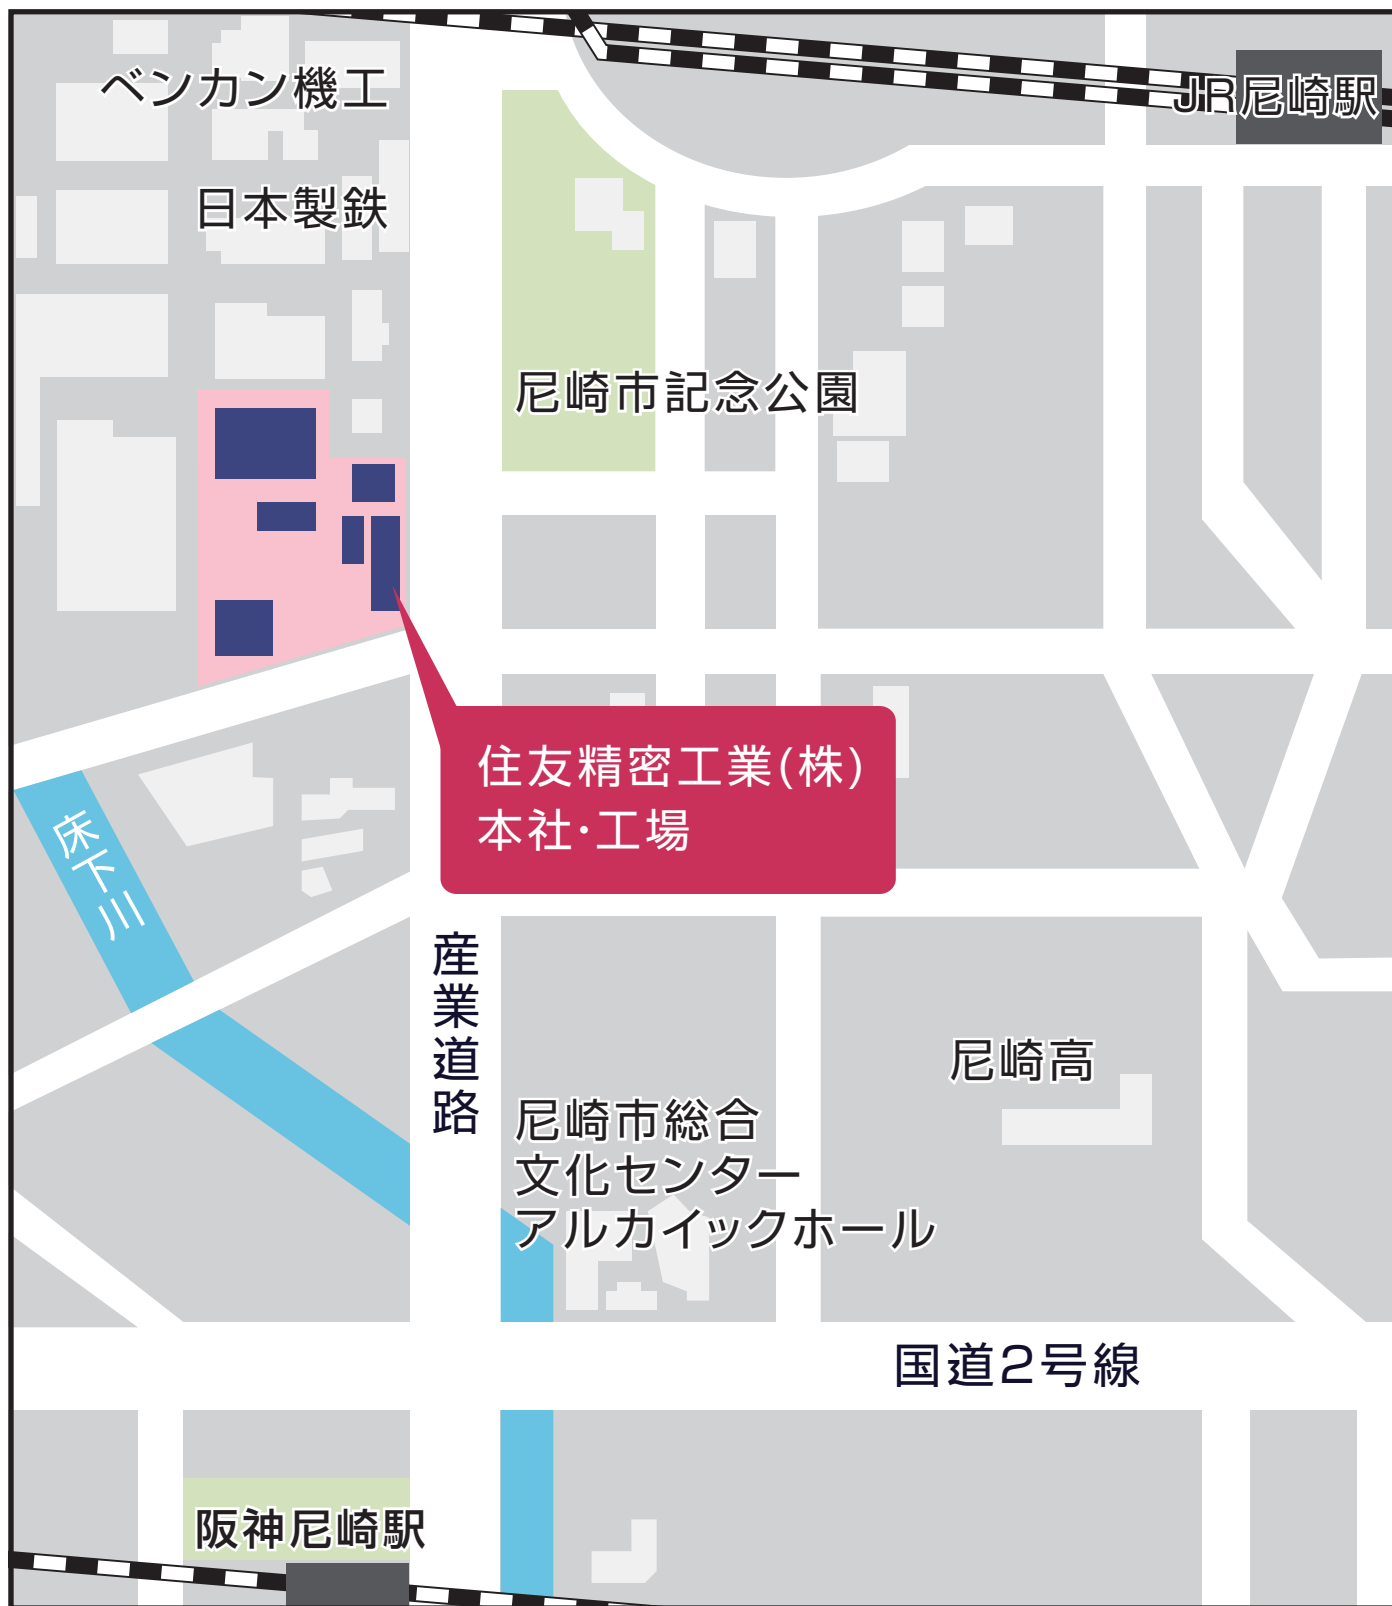 ベンカン機工
JR尼崎駅
日本製鉄
尼崎市記念公園
住友精密工業(株)
本社・工場
床下川
産業道路
尼崎高
尼崎市総合
文化センター
アルカイックホール
国道2号線
阪神尼崎駅